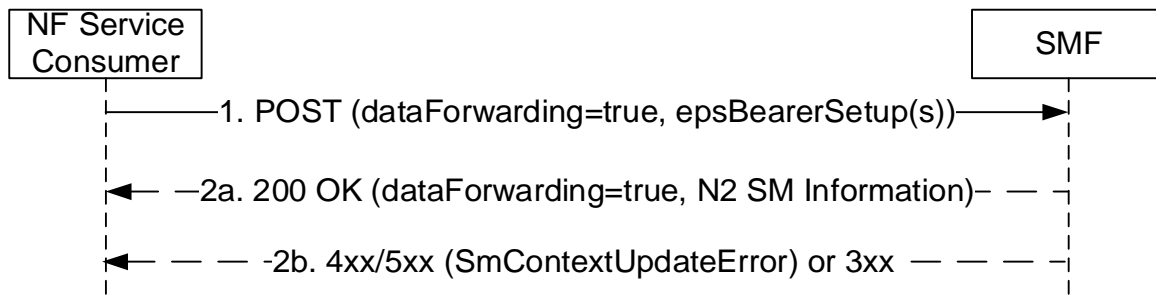 NF Service
Consumer
SMF
1. POST (dataForwarding=true, epsBearerSetup(s))
2a. 200 OK (dataForwarding=true, N2 SM Information)
2b. 4xx/5xx (SmContextUpdateError) or 3xx